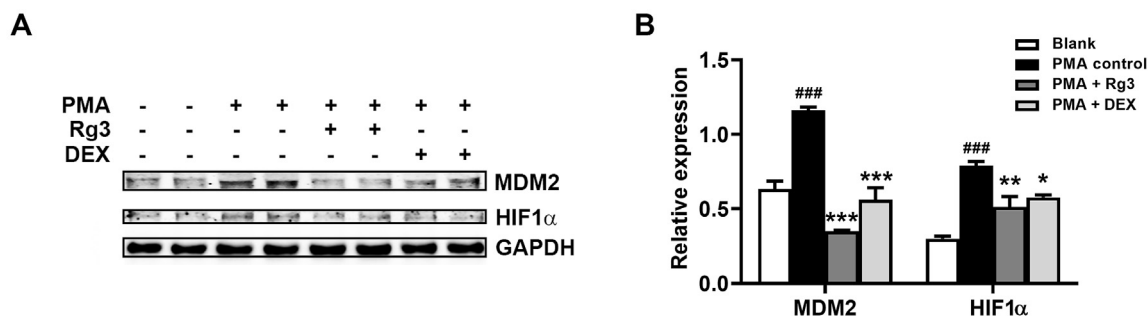 A
PMA - - + + + + + +
Rg3 - - - - + + - -
DEX - - - - - - + +
MDM2
HIF1α
GAPDH
B
Blank
PMA control
PMA + Rg3
PMA + DEX
Relative expression
1.5
1.0
0.5
0.0
###
***
***
###
**
*
MDM2 HIF1α